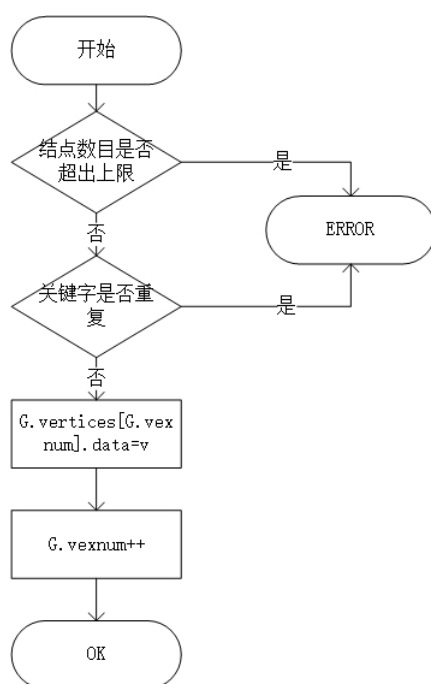 开始
结点数目是否
超出上限
是
ERROR
否
关键字是否重
复
是
否
G.vertices[G.vex
num].data=v
G.vexnum++
OK